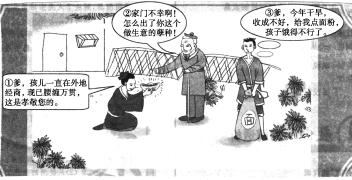 ①爹，孩儿一直在外地
经商，现已腰缠万贯，
这是孝敬您的。
②家门不幸啊！
怎么出了你这个
做生意的孽种！
③爹，今年干旱，
收成不好，给我点面粉，
孩子饿得不行了。
面